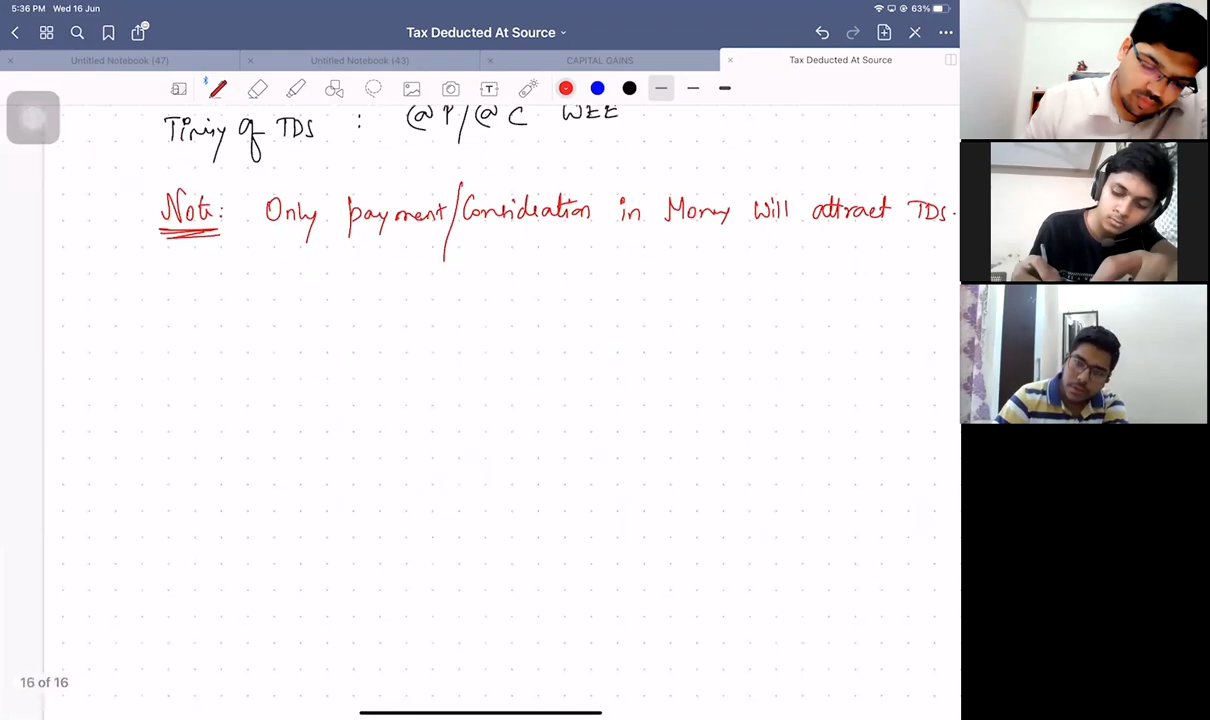 5:36 PM Wed 16 Jun
63%
Tax Deducted At Source
Untitled Notebook (47)
Untitled Notebook (43)
CAPITAL GAINS
Tax Deducted At Source
Timing of TDS : @ P/@ C WEE
Note: Only payment/Consideration in Money will attract TDS.
16 of 16